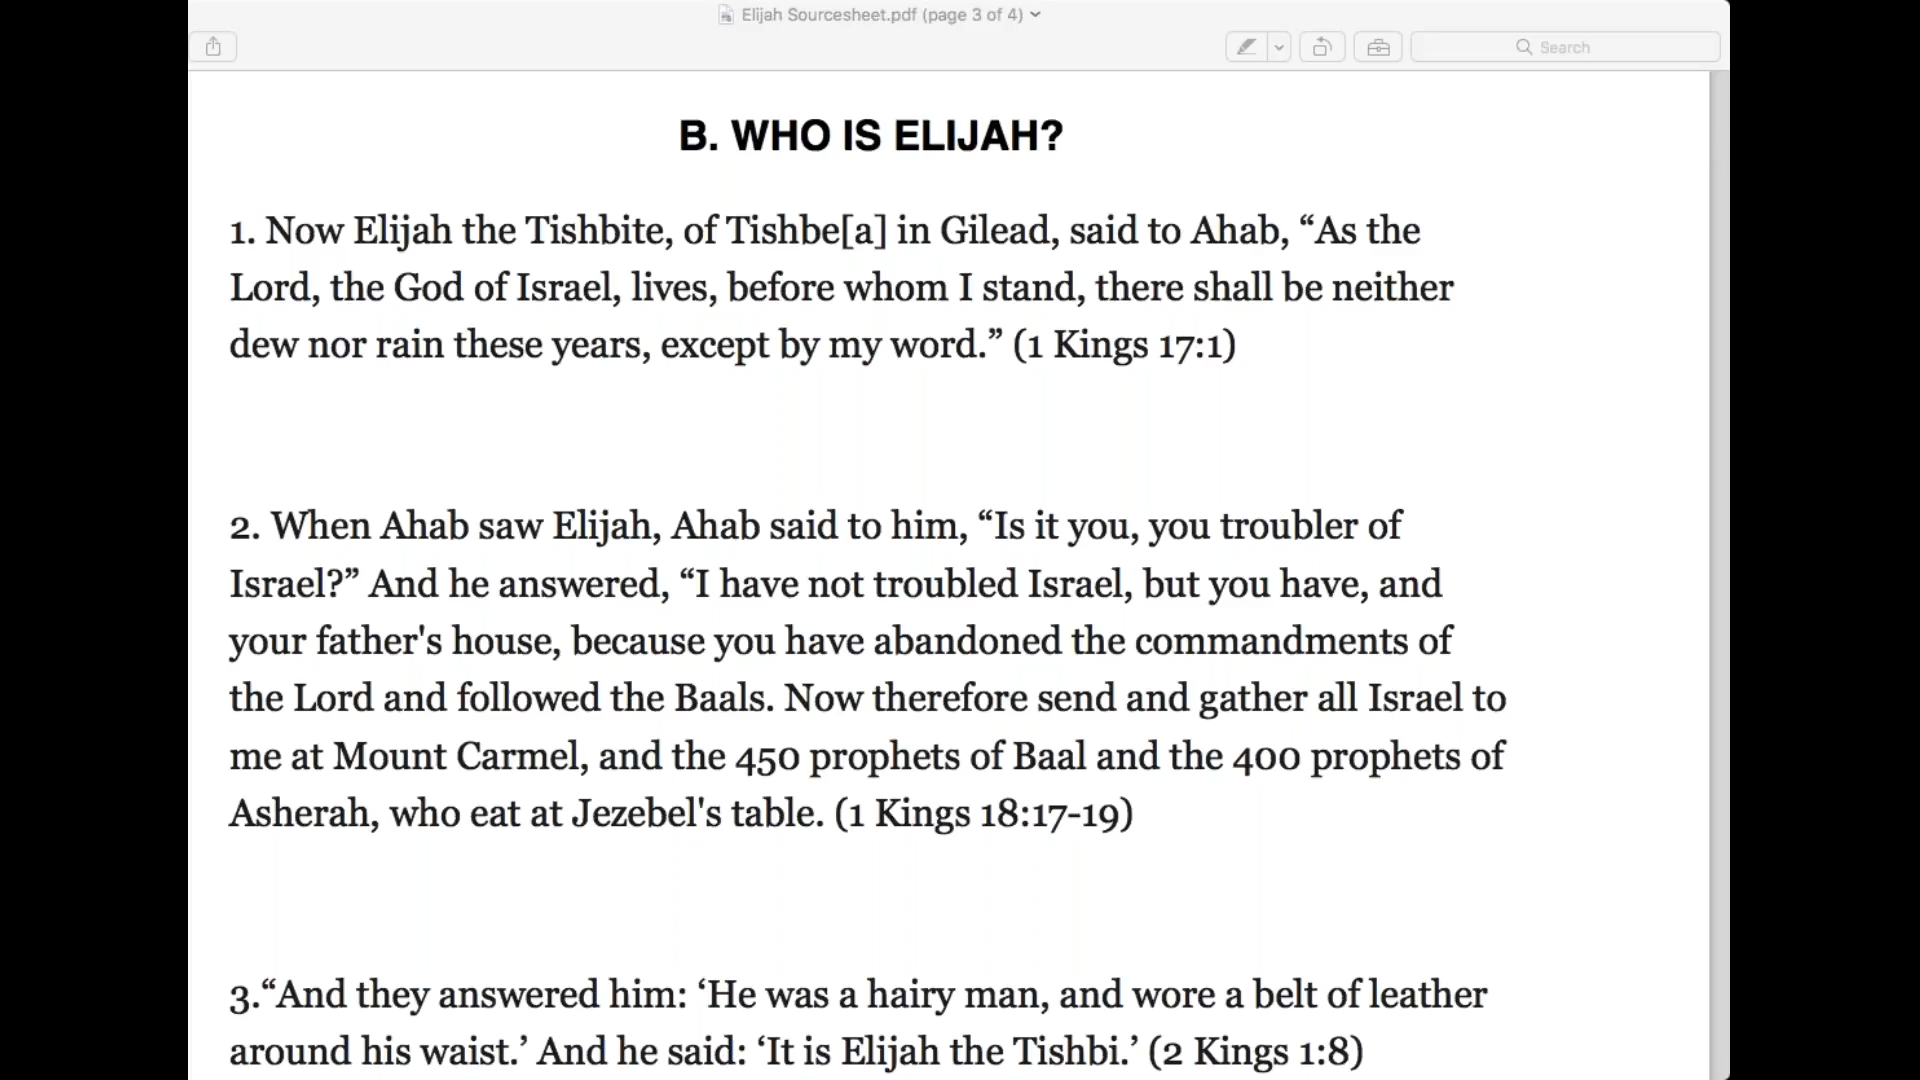 Elijah Sourcesheet.pdf (page 3 of 4)
Search
B. WHO IS ELIJAH?
1. Now Elijah the Tishbite, of Tishbe[a] in Gilead, said to Ahab, “As the
Lord, the God of Israel, lives, before whom I stand, there shall be neither
dew nor rain these years, except by my word.” (1 Kings 17:1)
2. When Ahab saw Elijah, Ahab said to him, “Is it you, you troubler of
Israel?” And he answered, “I have not troubled Israel, but you have, and
your father's house, because you have abandoned the commandments of
the Lord and followed the Baals. Now therefore send and gather all Israel to
me at Mount Carmel, and the 450 prophets of Baal and the 400 prophets of
Asherah, who eat at Jezebel's table. (1 Kings 18:17-19)
3.“And they answered him: ‘He was a hairy man, and wore a belt of leather
around his waist.’ And he said: ‘It is Elijah the Tishbi.’ (2 Kings 1:8)